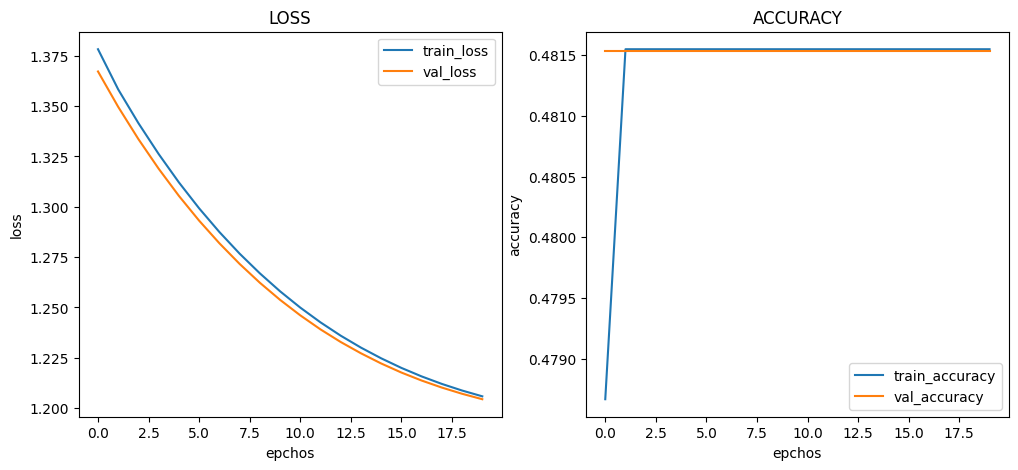 LOSS
1.375
1.350
1.325
1.300
1.275
1.250
1.225
1.200
loss
0.0 2.5 5.0 7.5 10.0 12.5 15.0 17.5
epchos
train_loss
val_loss
ACCURACY
0.4815
0.4810
0.4805
0.4800
0.4795
0.4790
accuracy
0.0 2.5 5.0 7.5 10.0 12.5 15.0 17.5
epchos
train_accuracy
val_accuracy